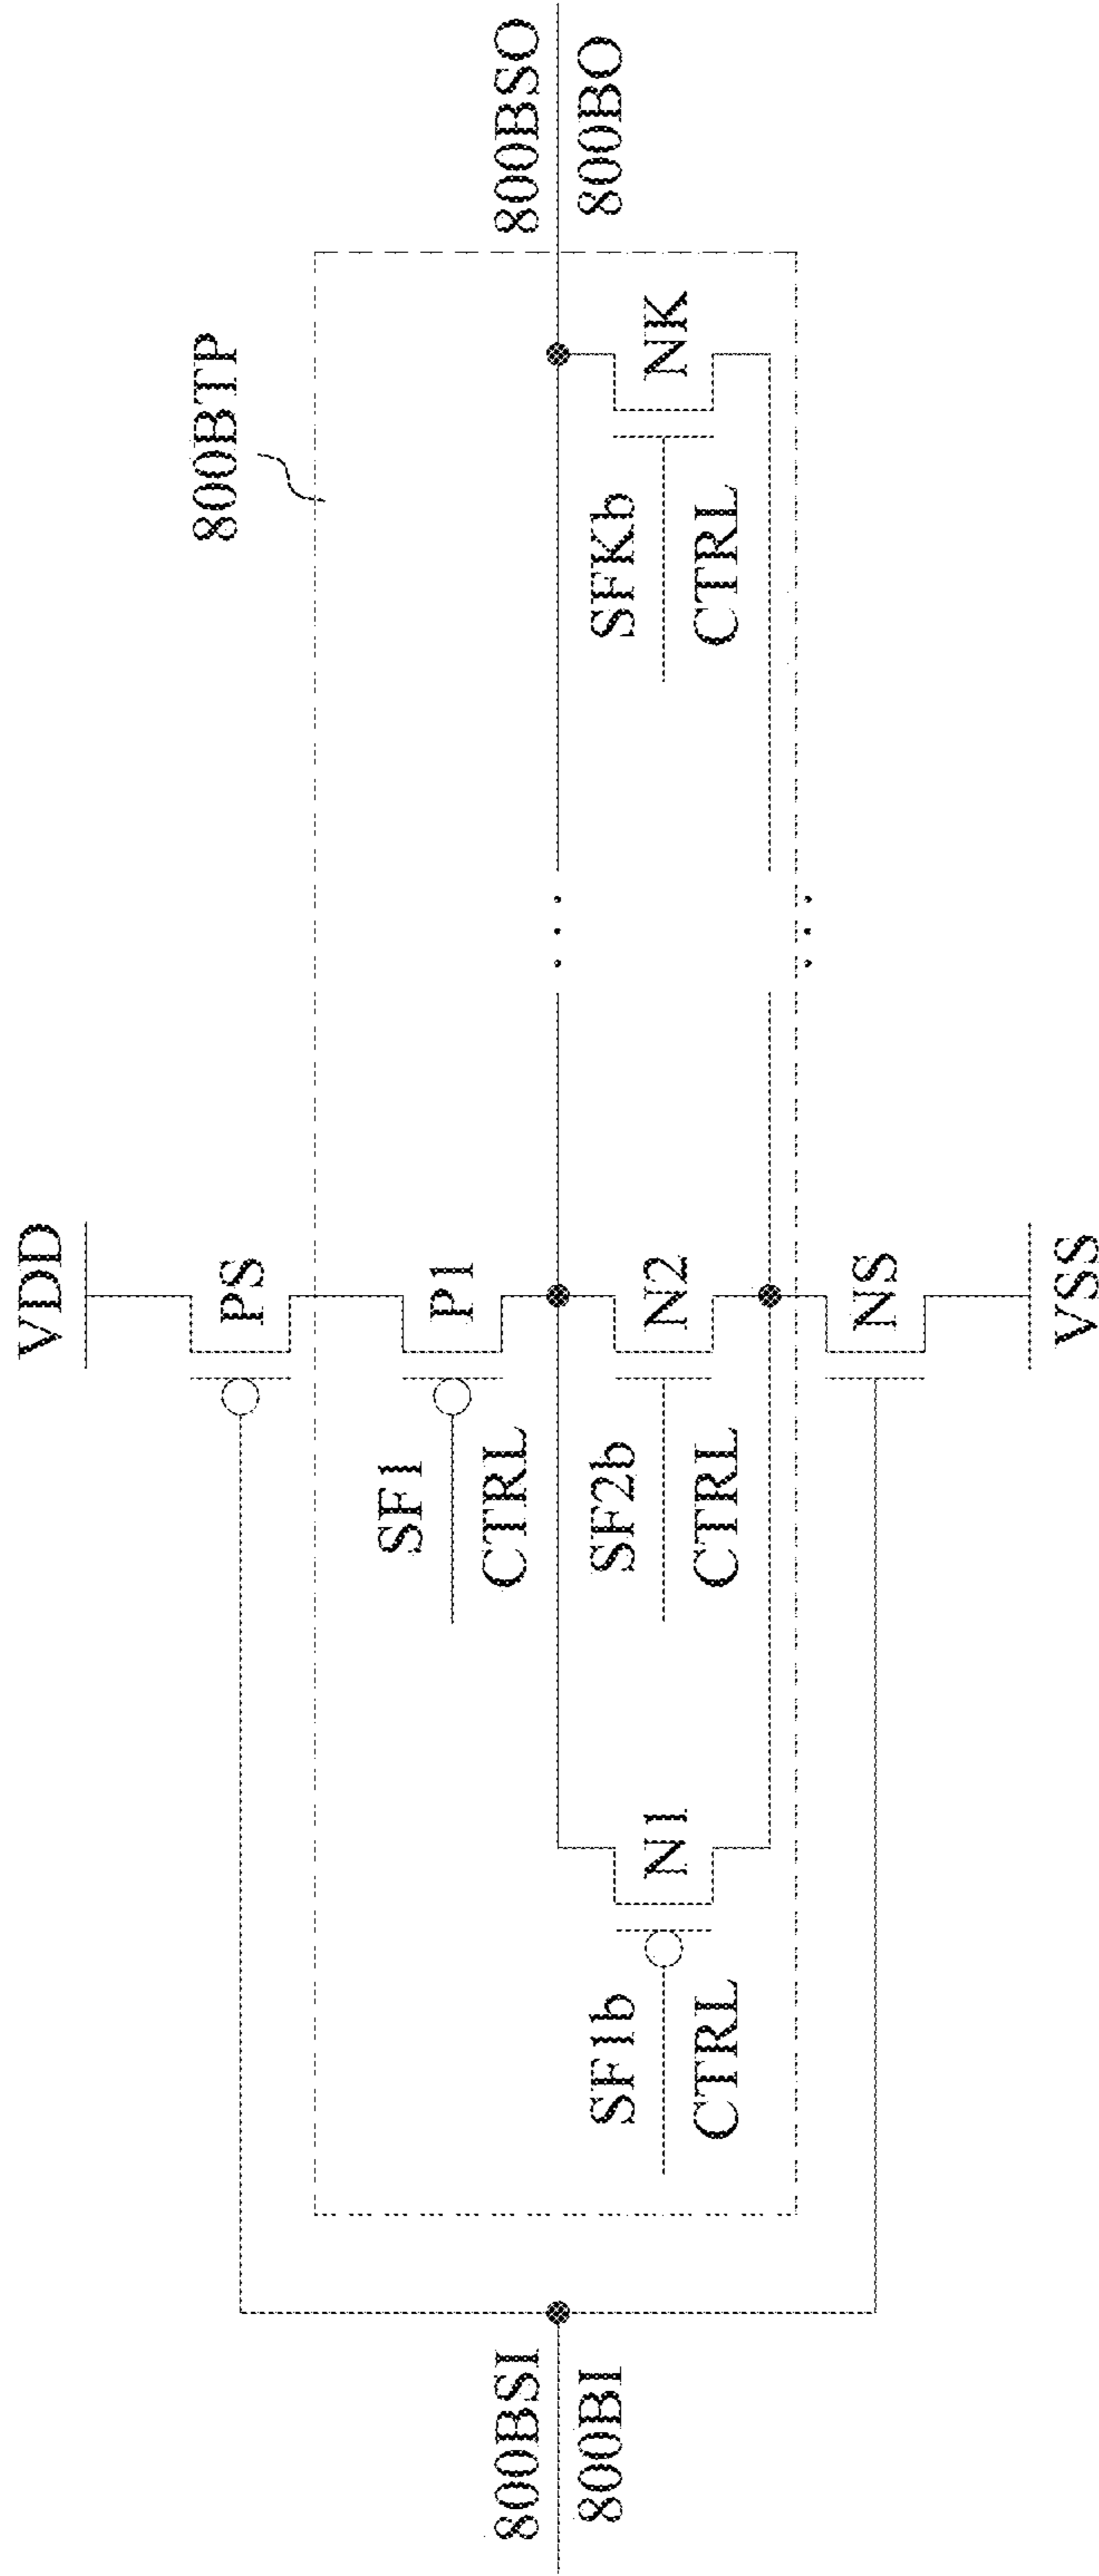 VDD
PS
800BTP
SF1
CTRL
P1
800BSI
800BI
800BSO
800BO
SF1b
CTRL
N1
SF2b
CTRL
N2
SFKb
CTRL
NK
NS
VSS